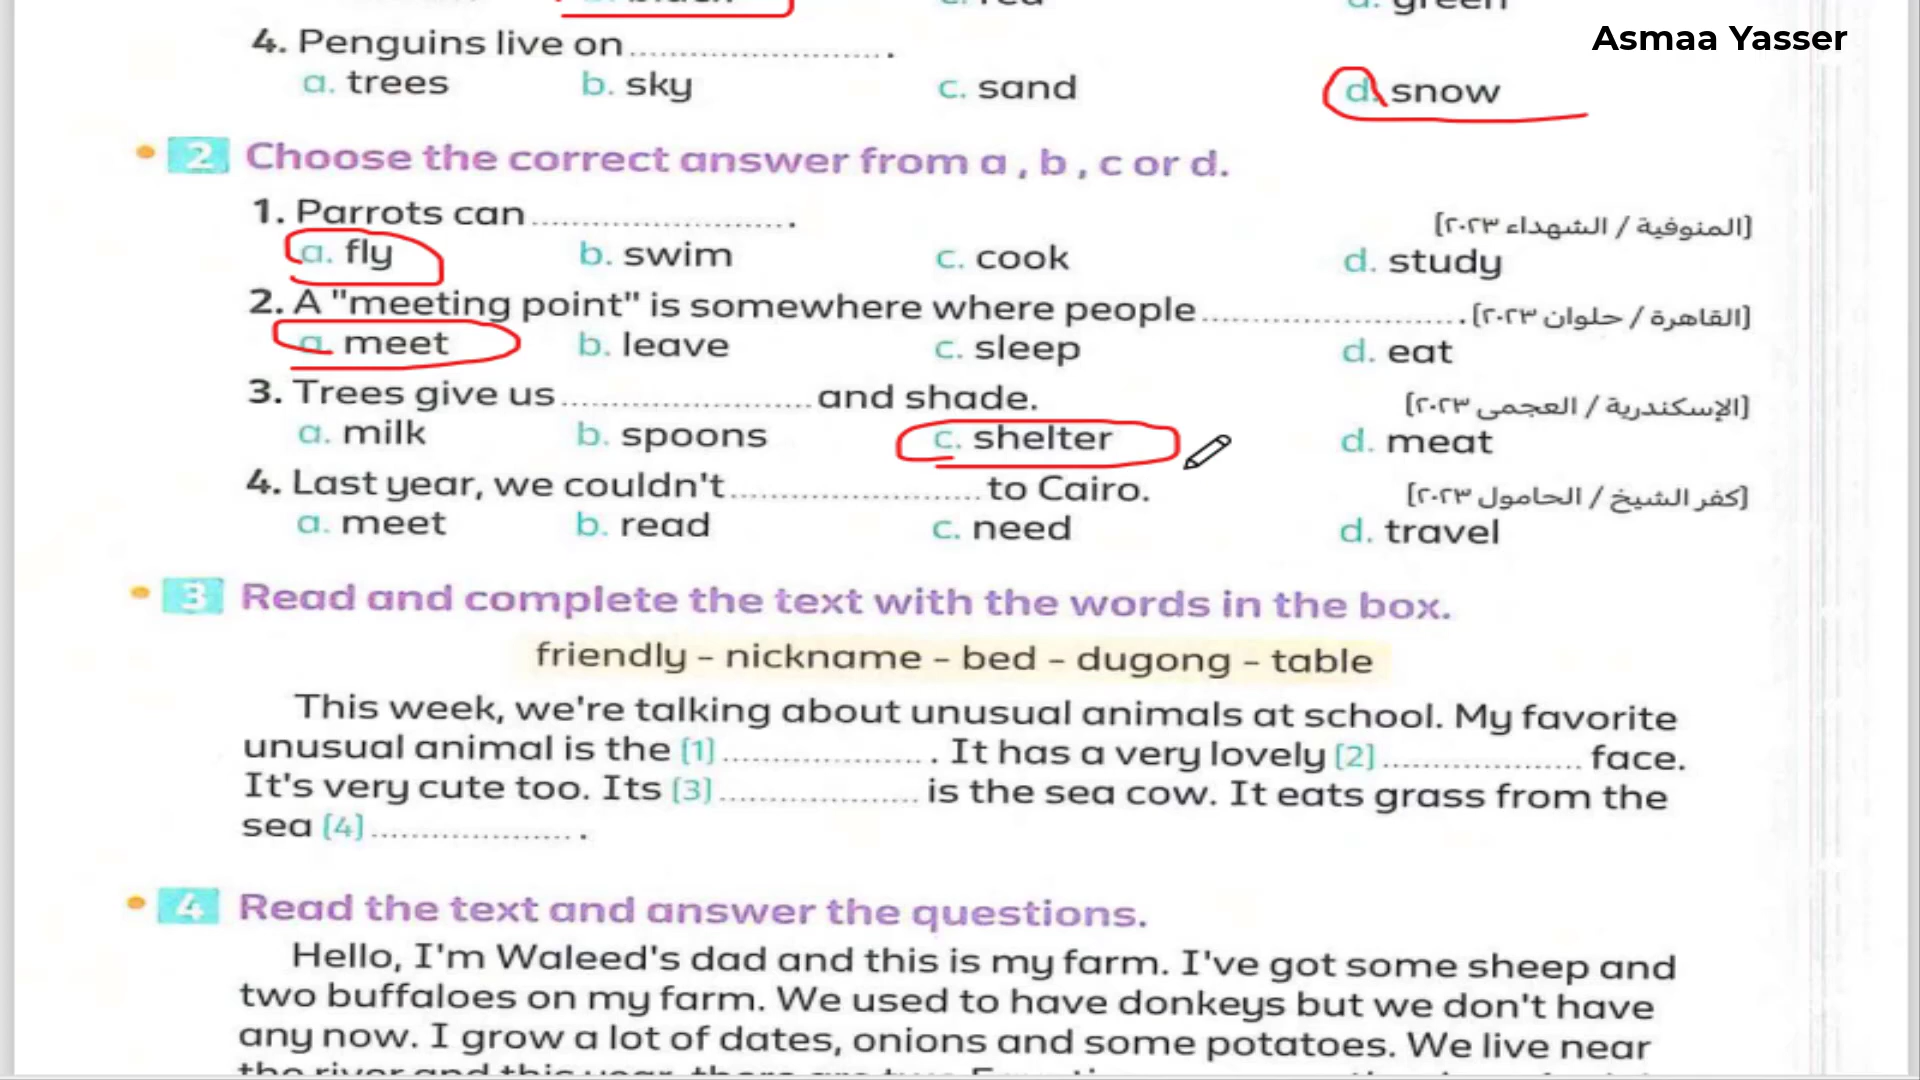 green
Asmaa Yasser
4. Penguins live on .
a. trees b. sky c. sand d. snow
2 Choose the correct answer from a , b , c or d.
1. Parrots can . [المنوفية / الشهداء ٢٠٢٣]
a. fly b. swim c. cook d. study
2. A "meeting point" is somewhere where people . [القاهرة / حلوان ٢٠٢٣]
a. meet b. leave c. sleep d. eat
3. Trees give us and shade. [الإسكندرية / العجمى ٢٠٢٣]
a. milk b. spoons c. shelter d. meat
4. Last year, we couldn't to Cairo. [كفر الشيخ / الحامول ٢٠٢٣]
a. meet b. read c. need d. travel
3 Read and complete the text with the words in the box.
friendly – nickname – bed – dugong – table
This week, we're talking about unusual animals at school. My favorite
unusual animal is the [1] . It has a very lovely [2] face.
It's very cute too. Its [3] is the sea cow. It eats grass from the
sea [4] .
4 Read the text and answer the questions.
Hello, I'm Waleed's dad and this is my farm. I've got some sheep and
two buffaloes on my farm. We used to have donkeys but we don't have
any now. I grow a lot of dates, onions and some potatoes. We live near